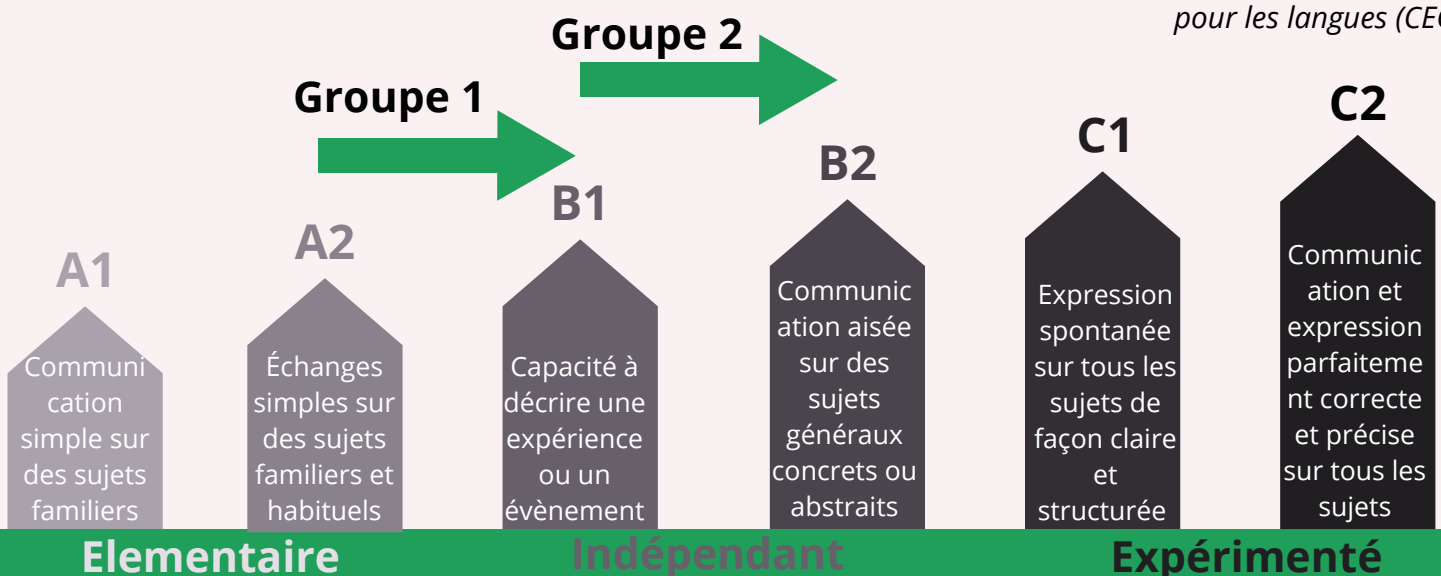 pour les langues (CEC
Groupe 2
Groupe 1
A1
Communi
cation
simple sur
des sujets
familiers
A2
Échanges
simples sur
des sujets
familiers et
habituels
B1
Capacité à
décrire une
expérience
ou un
évènement
B2
Communic
ation aisée
sur des
sujets
généraux
concrets ou
abstraits
C1
Expression
spontanée
sur tous les
sujets de
façon claire
et
structurée
C2
Communic
ation et
expression
parfaiteme
nt correcte
et précise
sur tous les
sujets
Elementaire
Indépendant
Expérimenté